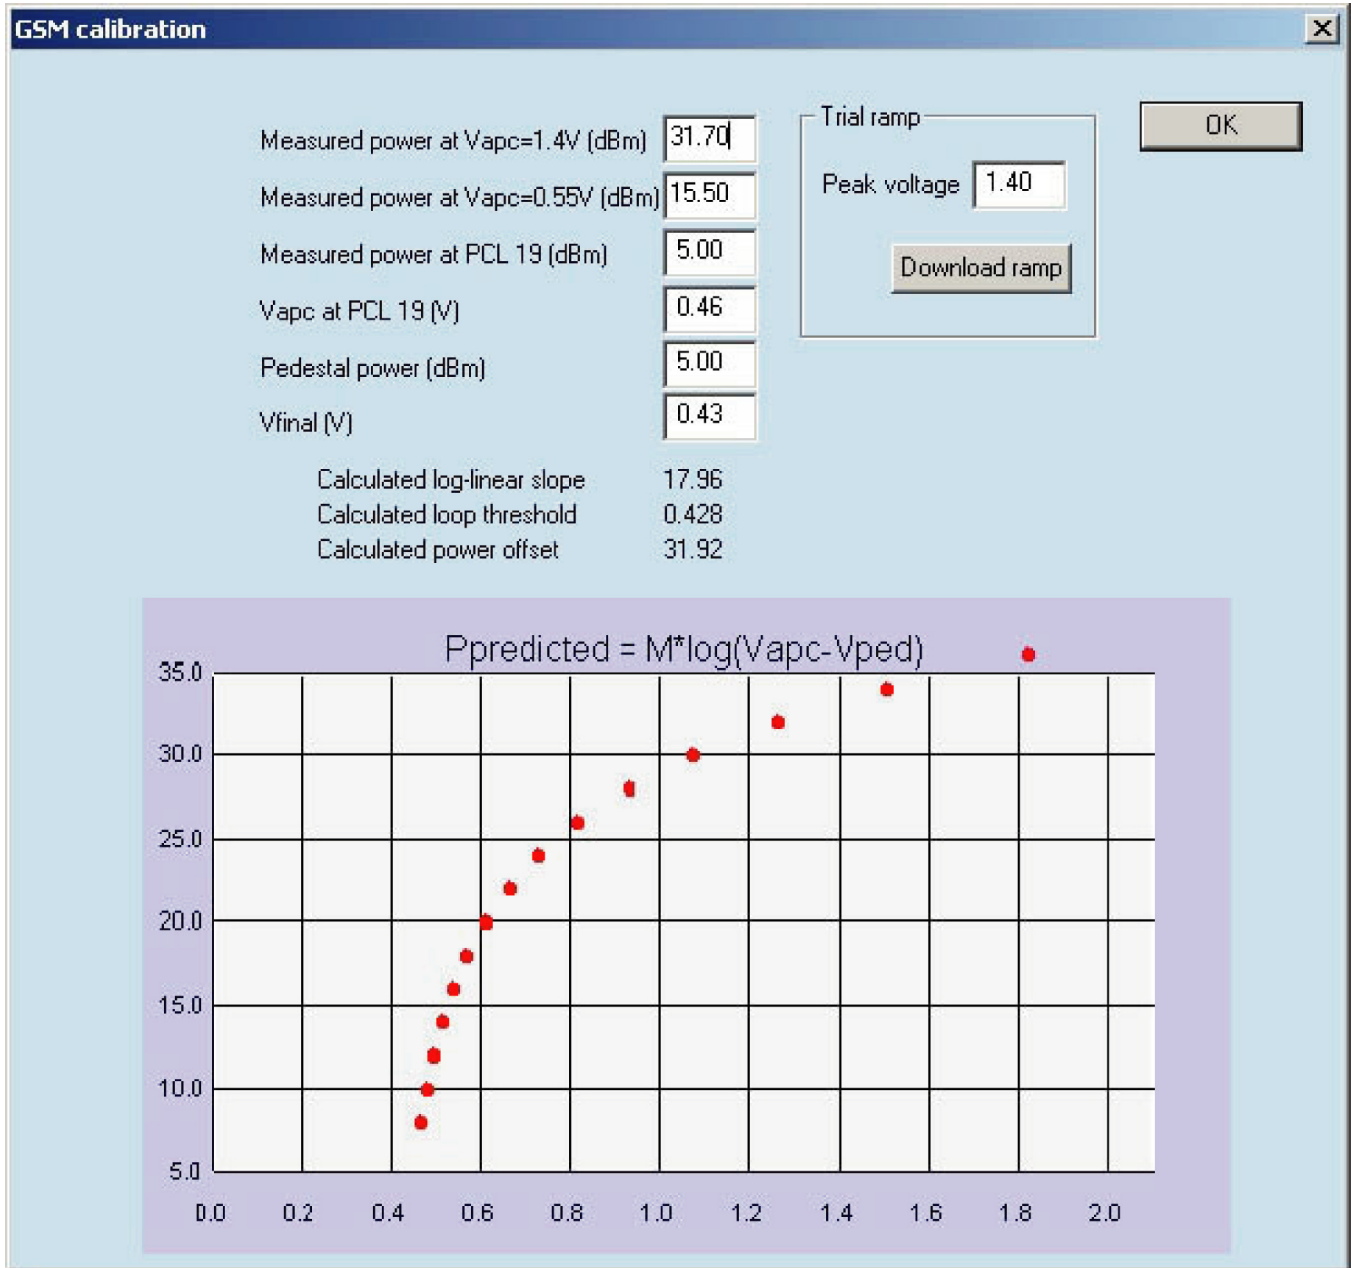 GSM calibration
Measured power at Vapc=1.4V (dBm) 31.70
Measured power at Vapc=0.55V (dBm) 15.50
Measured power at PCL 19 (dBm) 5.00
Vapc at PCL 19 (V) 0.46
Pedestal power (dBm) 5.00
Vfinal (V) 0.43
Trial ramp
Peak voltage 1.40
Download ramp
OK
Calculated log-linear slope 17.96
Calculated loop threshold 0.428
Calculated power offset 31.92
Ppredicted = M*log(Vapc-Vped)
35.0
30.0
25.0
20.0
15.0
10.0
5.0
0.0 0.2 0.4 0.6 0.8 1.0 1.2 1.4 1.6 1.8 2.0